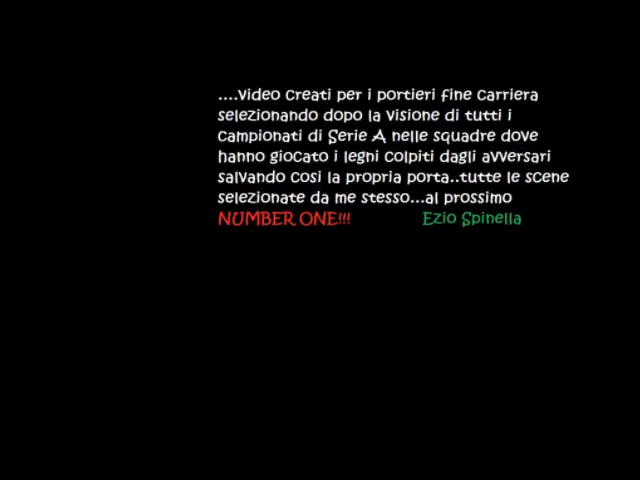 ....video creati per i portieri fine carriera
selezionando dopo la visione di tutti i
campionati di Serie A nelle squadre dove
hanno giocato i legni colpiti dagli avversari
salvando cosi la propria porta..tutte le scene
selezionate da me stesso...al prossimo
NUMBER ONE!!! Ezio Spinella